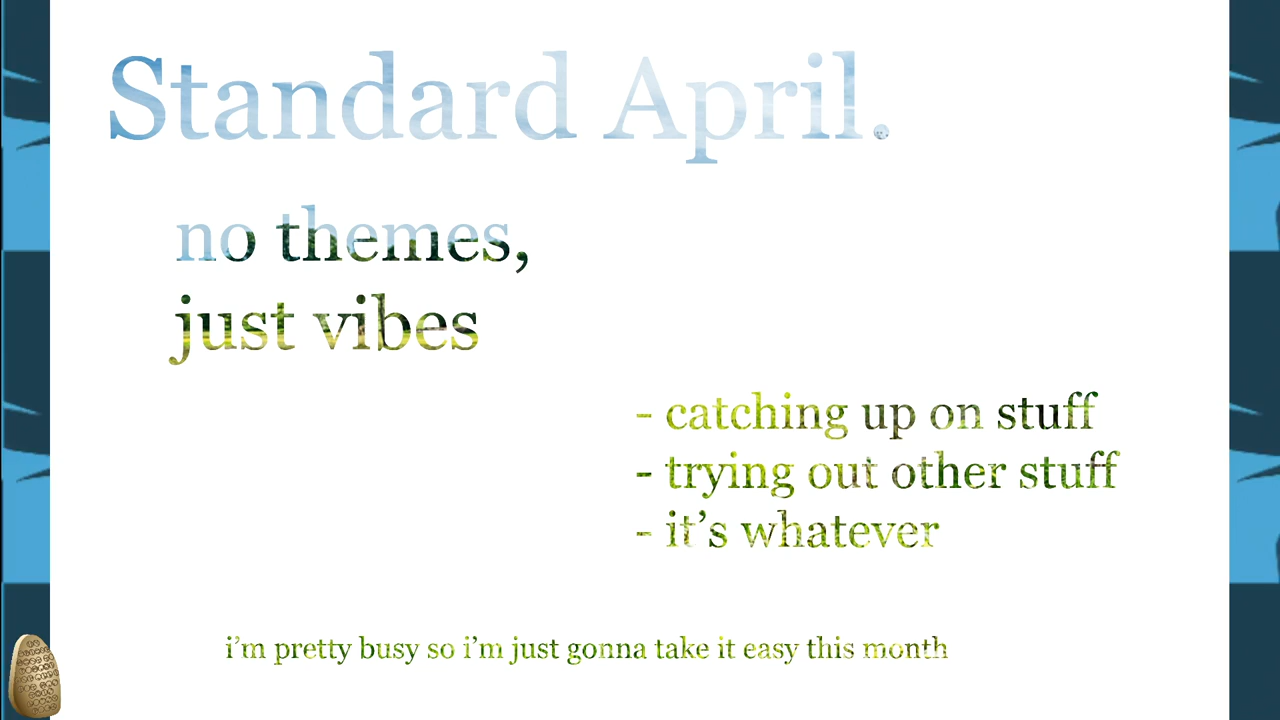 Standard April.
no themes,
just vibes
- catching up on stuff
- trying out other stuff
- it’s whatever
i’m pretty busy so i’m just gonna take it easy this month